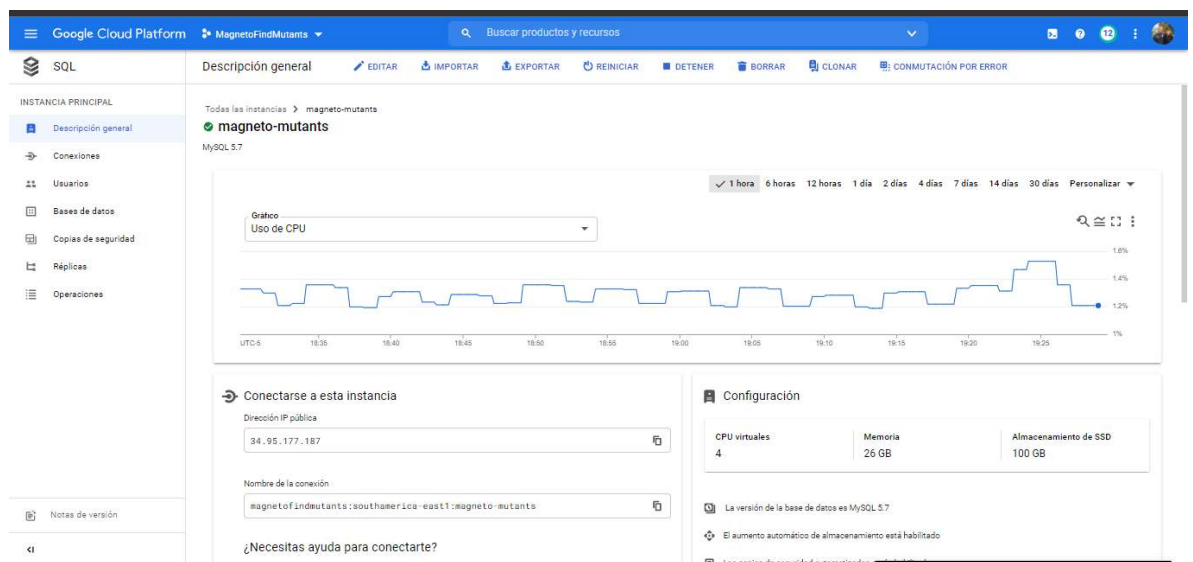 Google Cloud Platform MagnetoFindMutants Buscar productos y recursos 12
SQL Descripción general EDITAR IMPORTAR EXPORTAR REINICIAR DETENER BORRAR CLONAR CONMUTACIÓN POR ERROR
INSTANCIA PRINCIPAL
Descripción general
Conexiones
Usuarios
Bases de datos
Copias de seguridad
Réplicas
Operaciones
Notas de versión
Todas las instancias > magneto-mutants
magneto-mutants
MySQL 5.7
1 hora 6 horas 12 horas 1 día 2 días 4 días 7 días 14 días 30 días Personalizar
Gráfico
Uso de CPU
1.6%
1.4%
1.2%
1%
UTC-5 18:35 18:40 18:45 18:50 18:55 19:00 19:05 19:10 19:15 19:20 19:25
Conectarse a esta instancia
Dirección IP pública
34.95.177.187
Nombre de la conexión
magnetofindmutants:southamerica-east1:magneto-mutants
¿Necesitas ayuda para conectarte?
Configuración
CPU virtuales Memoria Almacenamiento de SSD
4 26 GB 100 GB
La versión de la base de datos es MySQL 5.7
El aumento automático de almacenamiento está habilitado